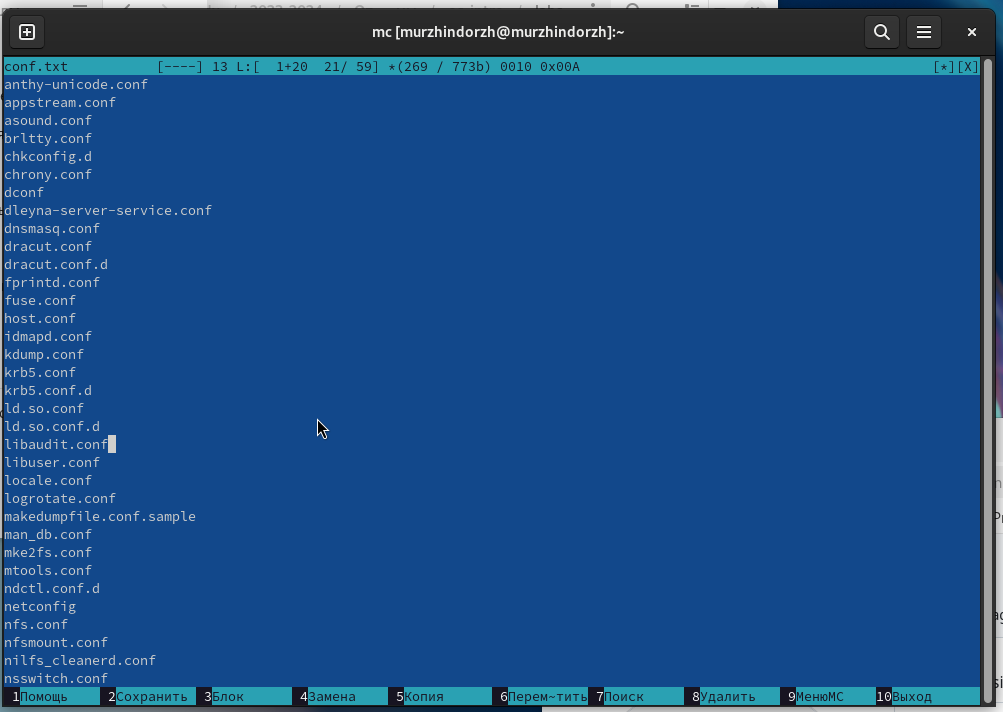 mc [murzhindorzh@murzhindorzh]:~
conf.txt [----] 13 L:[ 1+20 21/ 59] *(269 / 773b) 0010 0x00A [*][X]
anthy-unicode.conf
appstream.conf
asound.conf
brltty.conf
chkconfig.d
chrony.conf
dconf
dleyna-server-service.conf
dnsmasq.conf
dracut.conf
dracut.conf.d
fprintd.conf
fuse.conf
host.conf
idmapd.conf
kdump.conf
krb5.conf
krb5.conf.d
ld.so.conf
ld.so.conf.d
libaudit.conf
libuser.conf
locale.conf
logrotate.conf
makedumpfile.conf.sample
man_db.conf
mke2fs.conf
mtools.conf
ndctl.conf.d
netconfig
nfs.conf
nfsmount.conf
nilfs_cleanerd.conf
nsswitch.conf
1Помощь 2Сохранить 3Блок 4Замена 5Копия 6Перем~тить 7Поиск 8Удалить 9МенюMC 10Выход